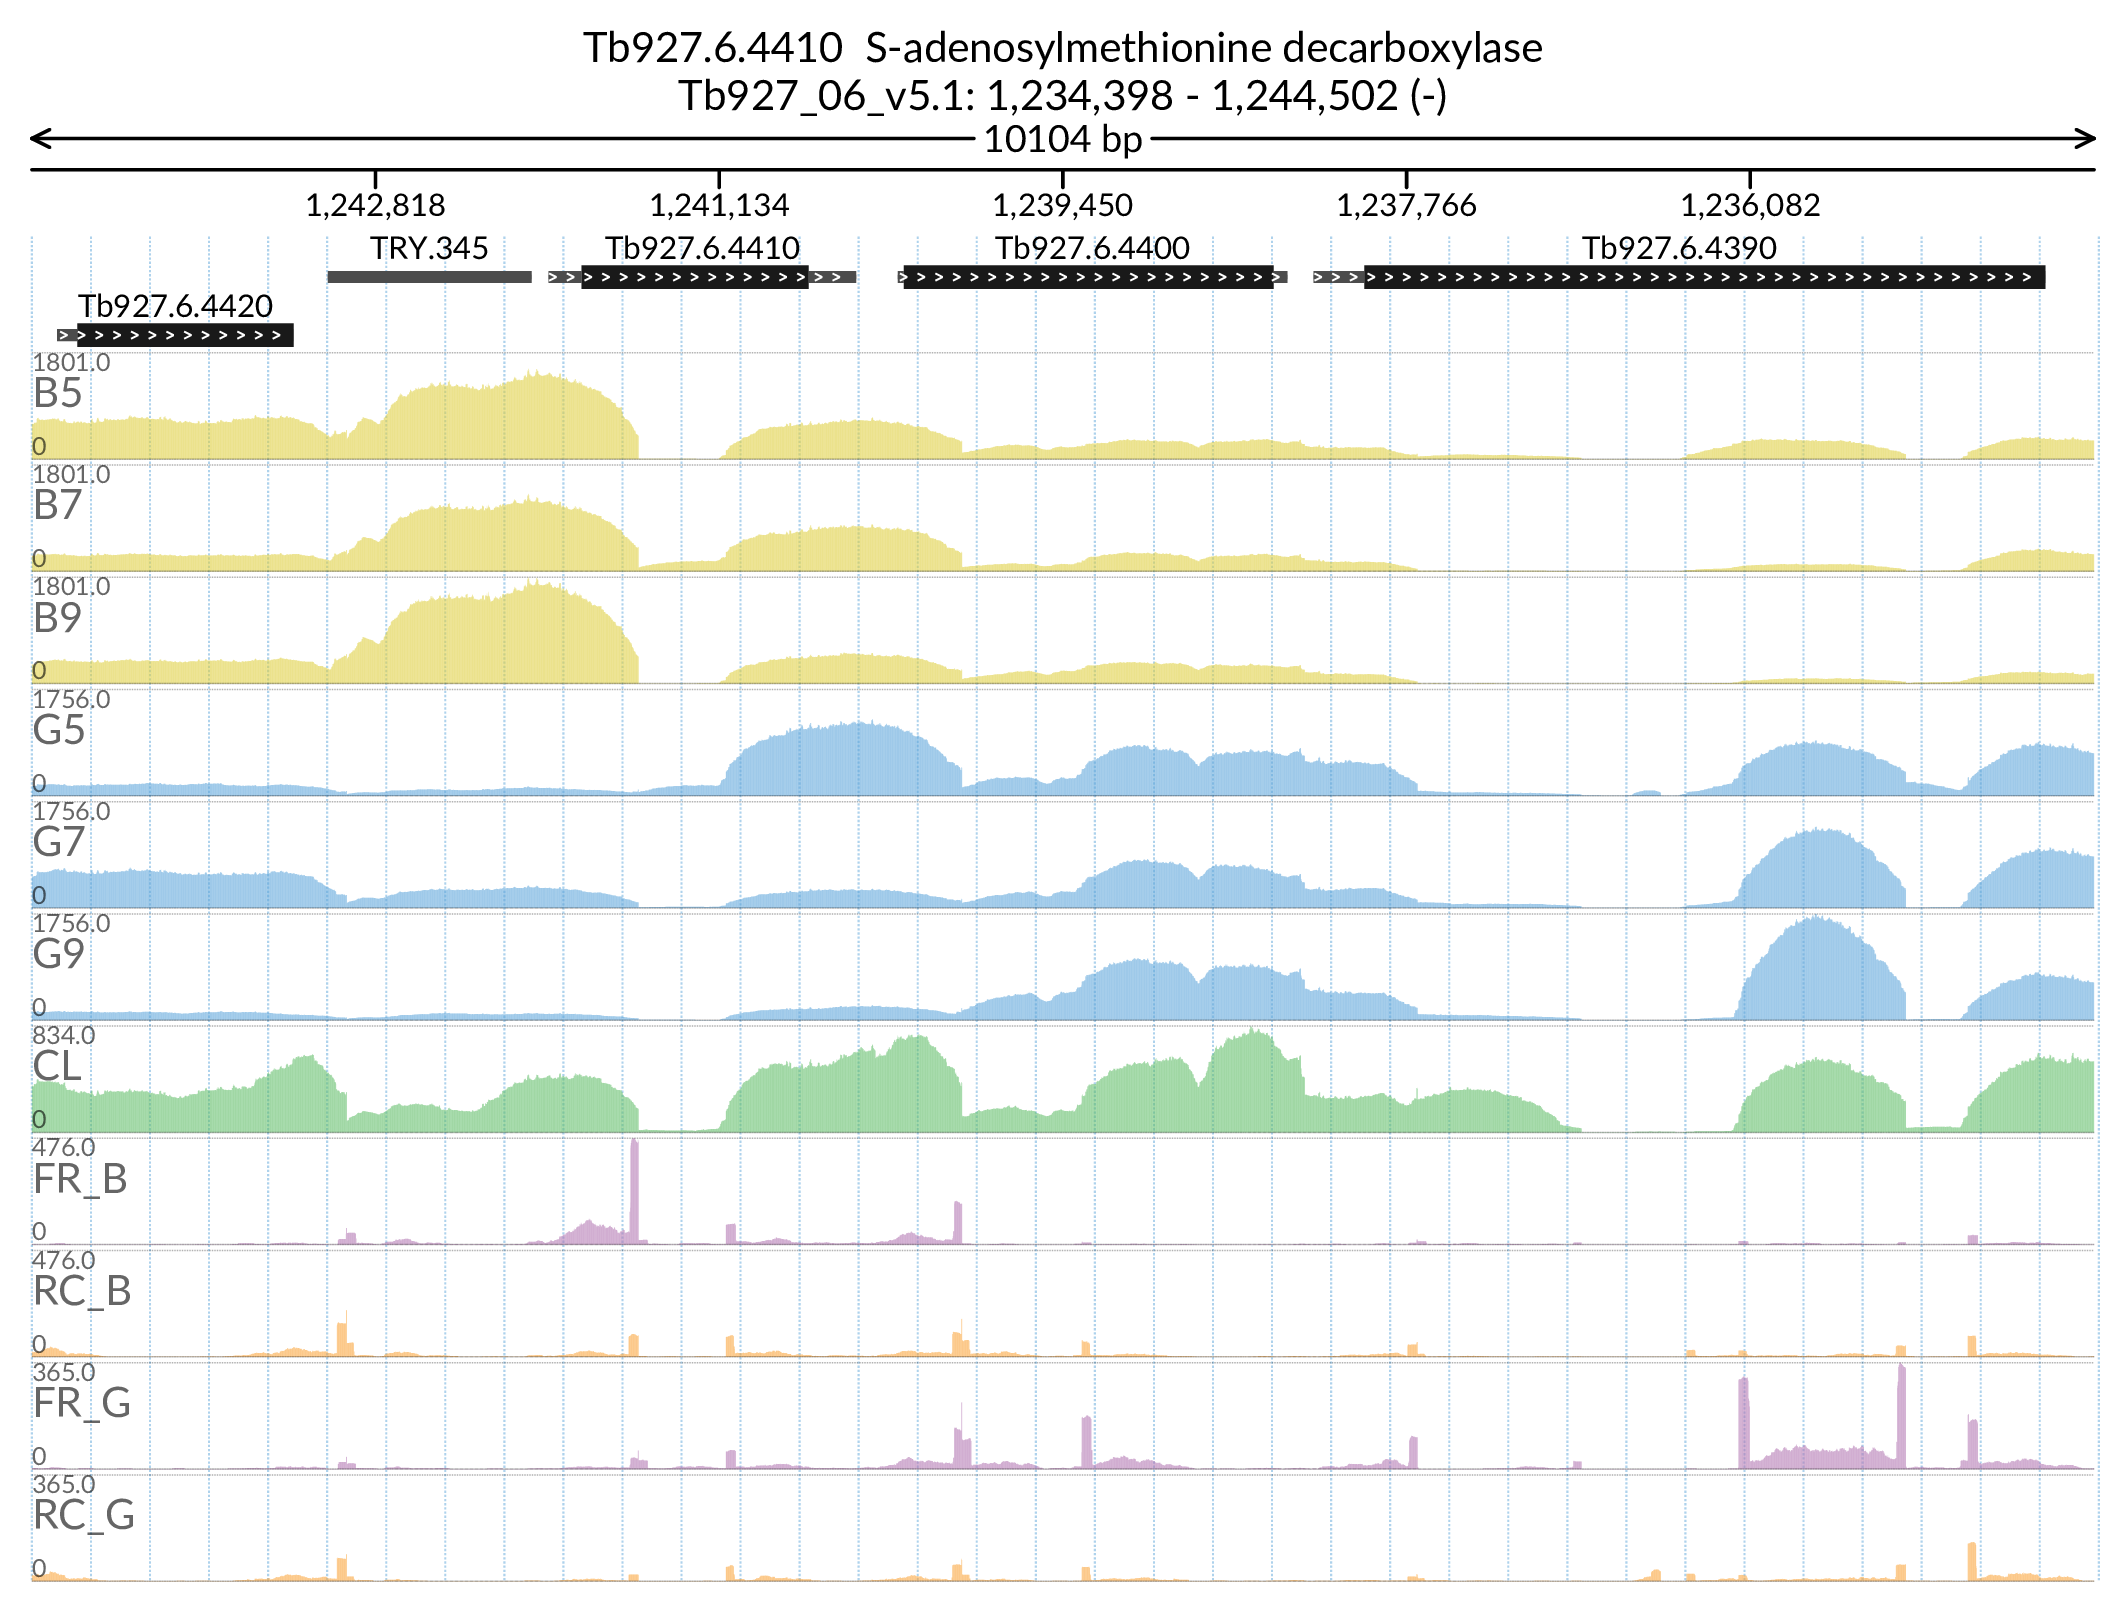 Tb927.6.4410  S-adenosylmethionine decarboxylase
Tb927_06_v5.1: 1,234,398 - 1,244,502 (-)
10104 bp
1,242,818 1,241,134 1,239,450 1,237,766 1,236,082
TRY.345 Tb927.6.4410 Tb927.6.4400 Tb927.6.4390
Tb927.6.4420
1801.0
B5
0
1801.0
B7
0
1801.0
B9
0
1756.0
G5
0
1756.0
G7
0
1756.0
G9
0
834.0
CL
0
476.0
FR_B
0
476.0
RC_B
0
365.0
FR_G
0
365.0
RC_G
0